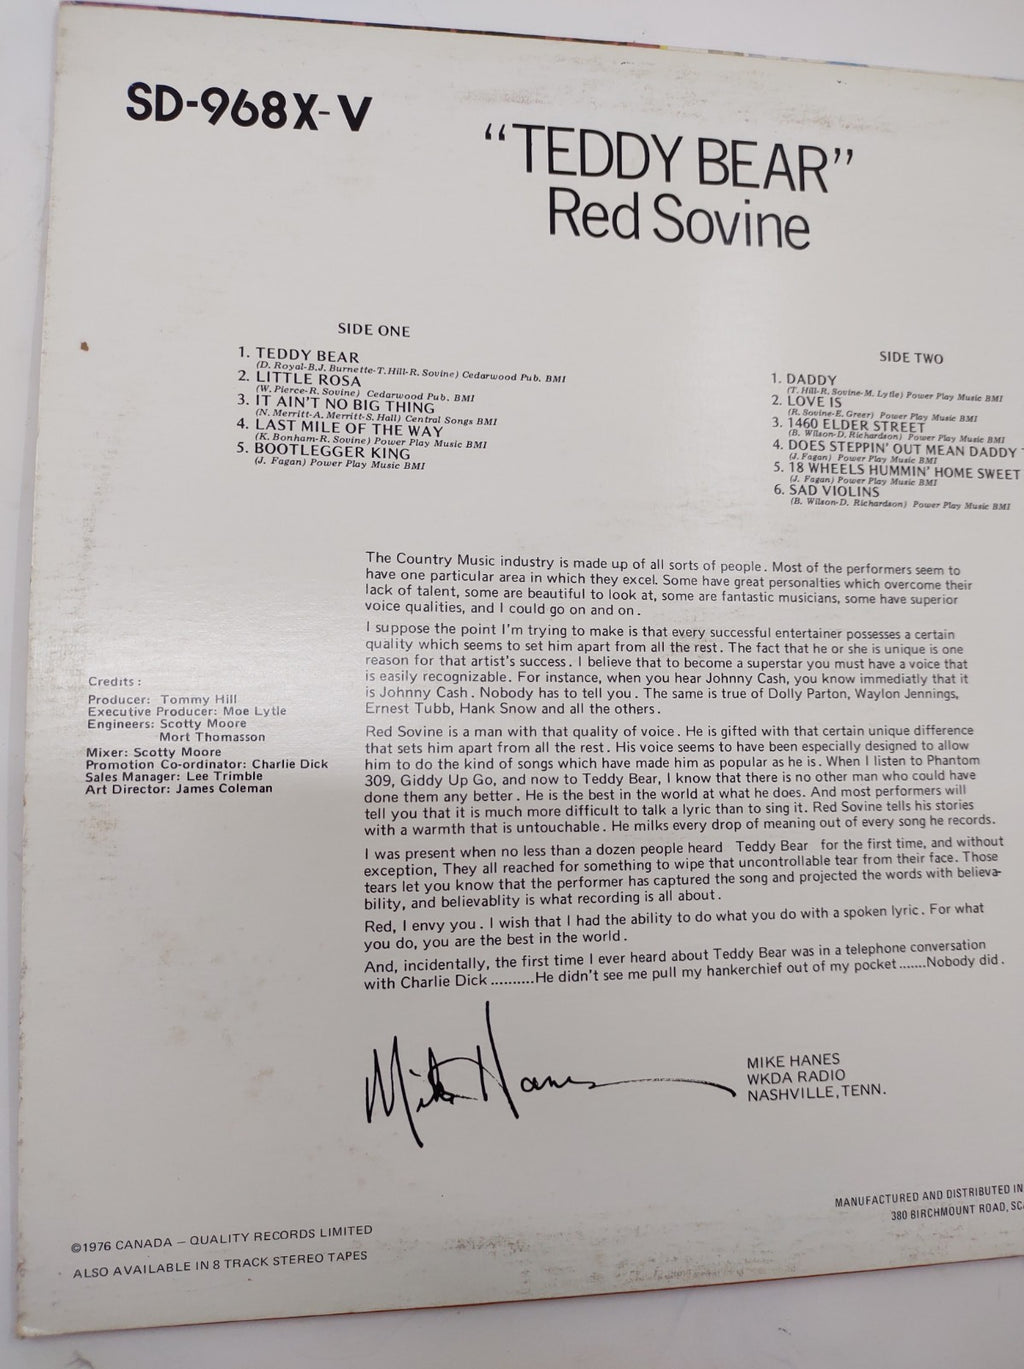 SD-968X-V
“TEDDY BEAR”
Red Sovine
SIDE ONE
1. TEDDY BEAR
(D. Royal-B.J. Burnette-T.Hill-R. Sovine) Cedarwood Pub. BMI
2. LITTLE ROSA
(W. Pierce-R. Sovine) Cedarwood Pub. BMI
3. IT AIN'T NO BIG THING
(N. Merritt-A. Merritt-S. Hall) Central Songs BMI
4. LAST MILE OF THE WAY
(K. Bonham-R. Sovine) Power Play Music BMI
5. BOOTLEGGER KING
(J. Fagan) Power Play Music BMI
SIDE TWO
1. DADDY
(T. Hill-R. Sovine-M. Lytle) Power Play Music BMI
2. LOVE IS
(R. Sovine-E. Greer) Power Play Music BMI
3. 1460 ELDER STREET
(B. Wilson-D. Richardson) Power Play Music BMI
4. DOES STEPPIN' OUT MEAN DADDY
(J. Fagan) Power Play Music BMI
5. 18 WHEELS HUMMIN' HOME SWEET
(J. Fagan) Power Play Music BMI
6. SAD VIOLINS
(B. Wilson-D. Richardson) Power Play Music BMI
The Country Music industry is made up of all sorts of people. Most of the performers seem to
have one particular area in which they excel. Some have great personalties which overcome their
lack of talent, some are beautiful to look at, some are fantastic musicians, some have superior
voice qualities, and I could go on and on.
I suppose the point I'm trying to make is that every successful entertainer possesses a certain
quality which seems to set him apart from all the rest. The fact that he or she is unique is one
reason for that artist's success. I believe that to become a superstar you must have a voice that
is easily recognizable. For instance, when you hear Johnny Cash, you know immediatly that it
is Johnny Cash. Nobody has to tell you. The same is true of Dolly Parton, Waylon Jennings,
Ernest Tubb, Hank Snow and all the others.
Red Sovine is a man with that quality of voice. He is gifted with that certain unique difference
that sets him apart from all the rest. His voice seems to have been especially designed to allow
him to do the kind of songs which have made him as popular as he is. When I listen to Phantom
309, Giddy Up Go, and now to Teddy Bear, I know that there is no other man who could have
done them any better. He is the best in the world at what he does. And most performers will
tell you that it is much more difficult to talk a lyric than to sing it. Red Sovine tells his stories
with a warmth that is untouchable. He milks every drop of meaning out of every song he records.
I was present when no less than a dozen people heard Teddy Bear for the first time, and without
exception, They all reached for something to wipe that uncontrollable tear from their face. Those
tears let you know that the performer has captured the song and projected the words with believa-
bility, and believablity is what recording is all about.
Red, I envy you. I wish that I had the ability to do what you do with a spoken lyric. For what
you do, you are the best in the world.
And, incidentally, the first time I ever heard about Teddy Bear was in a telephone conversation
with Charlie Dick ..........He didn't see me pull my hankerchief out of my pocket .......Nobody did.
Credits :
Producer: Tommy Hill
Executive Producer: Moe Lytle
Engineers: Scotty Moore
Mort Thomasson
Mixer: Scotty Moore
Promotion Co-ordinator: Charlie Dick
Sales Manager: Lee Trimble
Art Director: James Coleman
Mike Hanes
MIKE HANES
WKDA RADIO
NASHVILLE, TENN.
MANUFACTURED AND DISTRIBUTED IN
380 BIRCHMOUNT ROAD,
©1976 CANADA – QUALITY RECORDS LIMITED
ALSO AVAILABLE IN 8 TRACK STEREO TAPES